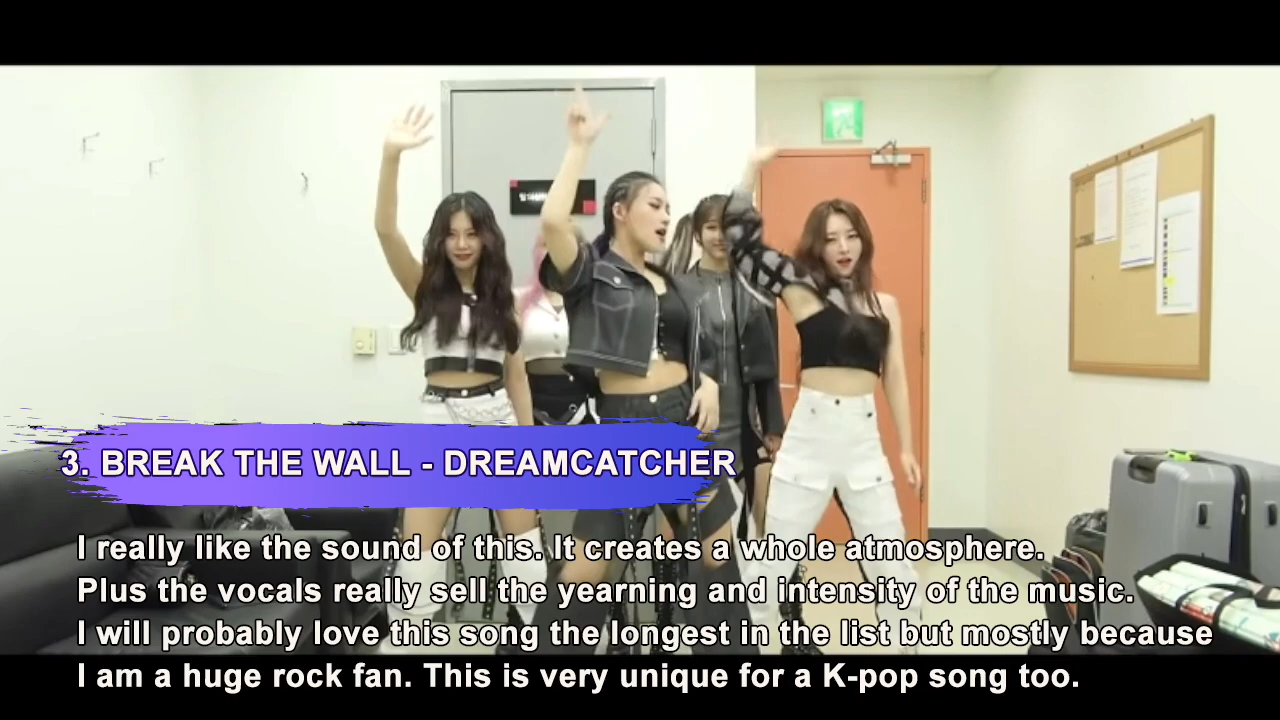 3. BREAK THE WALL - DREAMCATCHER
I really like the sound of this. It creates a whole atmosphere.
Plus the vocals really sell the yearning and intensity of the music.
I will probably love this song the longest in the list but mostly because
I am a huge rock fan. This is very unique for a K-pop song too.